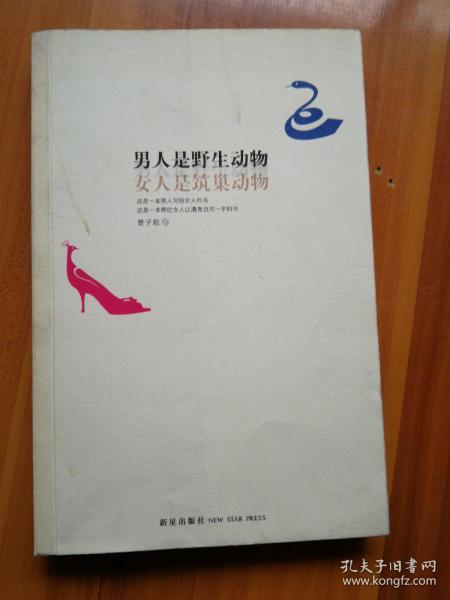 男人是野生动物
女人是筑巢动物
这是一本男人写给女人的书
这是一本帮助女人认清身边另一半的书
曾子航
新星出版社 NEW STAR PRESS
孔夫子旧书网
www.kongfz.com